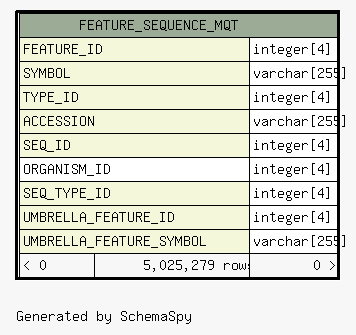 FEATURE_SEQUENCE_MQT
FEATURE_ID integer[4]
SYMBOL varchar[255]
TYPE_ID integer[4]
ACCESSION varchar[255]
SEQ_ID integer[4]
ORGANISM_ID integer[4]
SEQ_TYPE_ID integer[4]
UMBRELLA_FEATURE_ID integer[4]
UMBRELLA_FEATURE_SYMBOL varchar[255]
< 0 5,025,279 rows 0 >
Generated by SchemaSpy